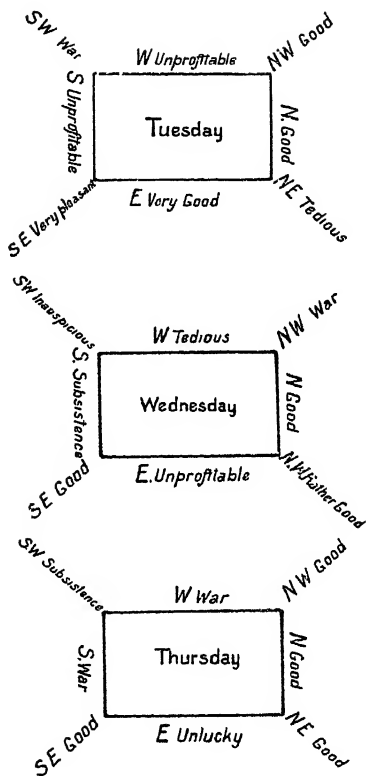 SW War
W Unprofitable
NW Good
S Unprofitable
Tuesday
N. Good
SE Very pleasant
E Very Good
NE Tedious
SW Inauspicious
W Tedious
NW War
S. Subsistence
Wednesday
N Good
SE Good
E. Unprofitable
N.W. further Good
SW Subsistence
W War
NW Good
S. War
Thursday
N Good
SE Good
E Unlucky
NE Good